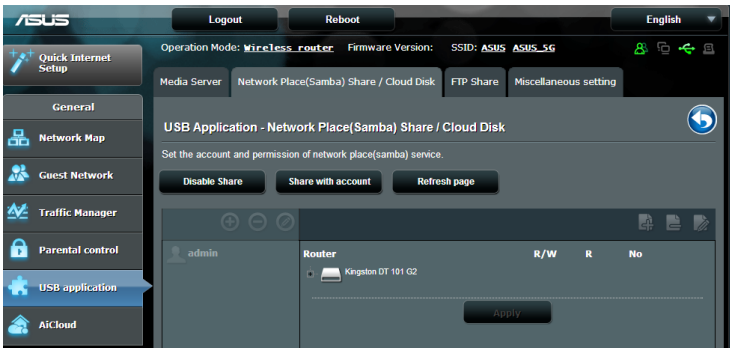 ASUS
Logout
Reboot
English
Quick Internet
Setup
Operation Mode: Wireless router Firmware Version: SSID: ASUS ASUS_5G
Media Server
Network Place(Samba) Share / Cloud Disk
FTP Share
Miscellaneous setting
General
Network Map
Guest Network
Traffic Manager
Parental control
USB application
AiCloud
USB Application - Network Place(Samba) Share / Cloud Disk
Set the account and permission of network place(samba) service.
Disable Share
Share with account
Refresh page
admin
Router R/W R No
Kingston DT 101 G2
Apply